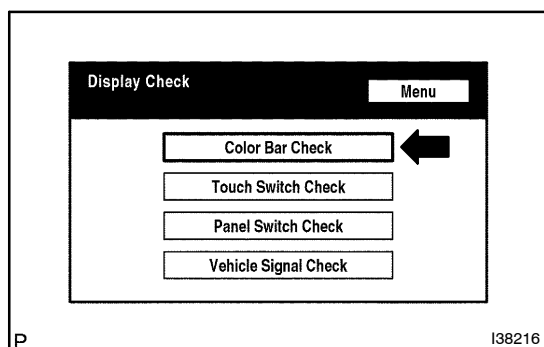 Display Check
Menu
Color Bar Check
Touch Switch Check
Panel Switch Check
Vehicle Signal Check
P
I38216